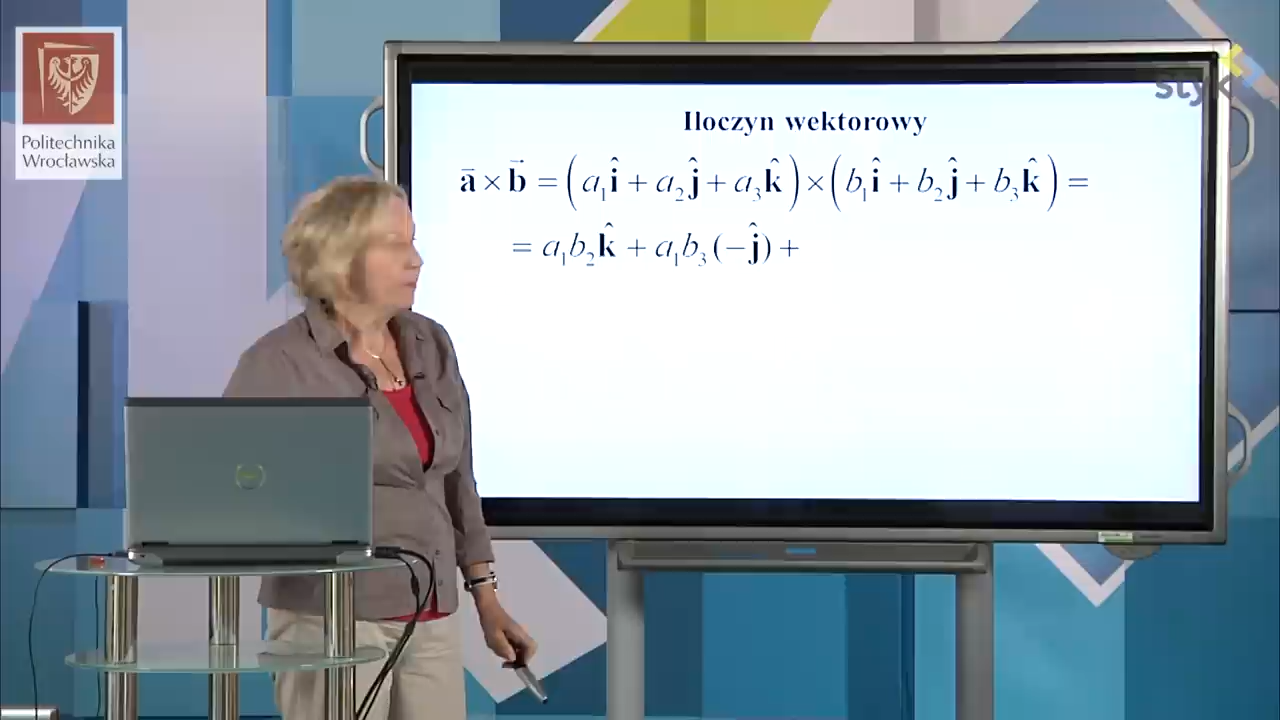 Politechnika
Wrocławska
styk
Iloczyn wektorowy
a⃗ × b⃗ = (a₁î + a₂ĵ + a₃k̂) × (b₁î + b₂ĵ + b₃k̂) =
= a₁b₂k̂ + a₁b₃(−ĵ) +